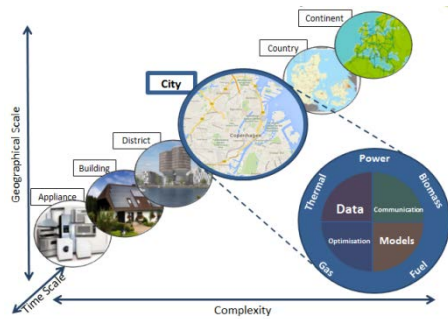 Continent
Country
City
District
Building
Appliance
Copenhagen
Geographical Scale
Time Scale
Complexity
Power
Thermal
Biomass
Data
Communication
Optimisation
Models
Gas
Fuel